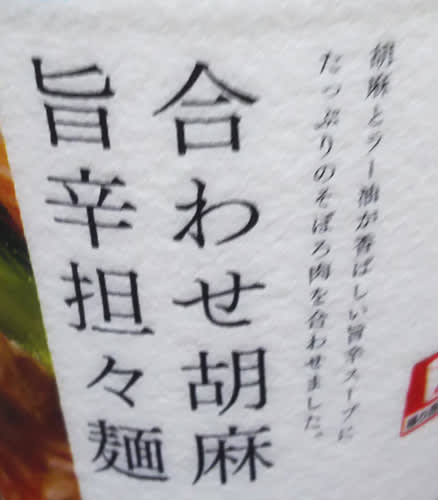 胡麻とラー油が香ばしい旨辛スープに
たっぷりのそぼろ肉を合わせました。
合わせ胡麻
旨辛担々麺